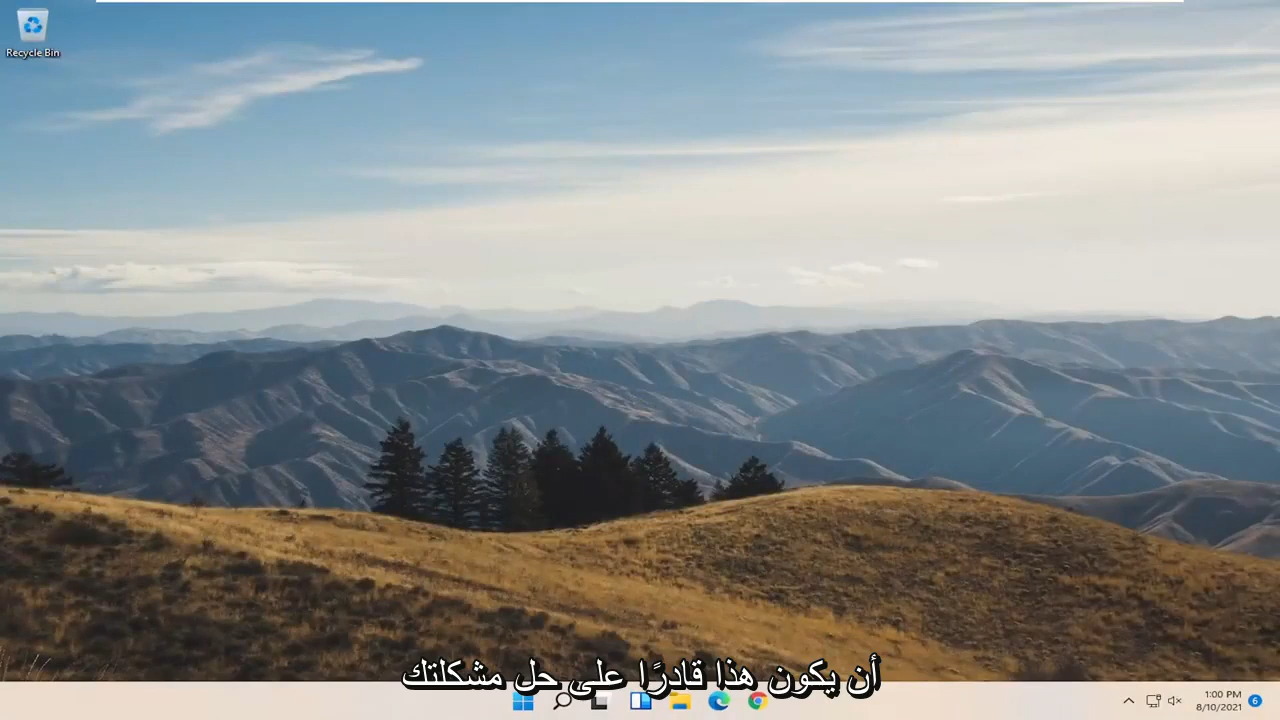 Recycle Bin
أن يكون هذا قادرًا على حل مشكلتك
1:00 PM
8/10/2021
6